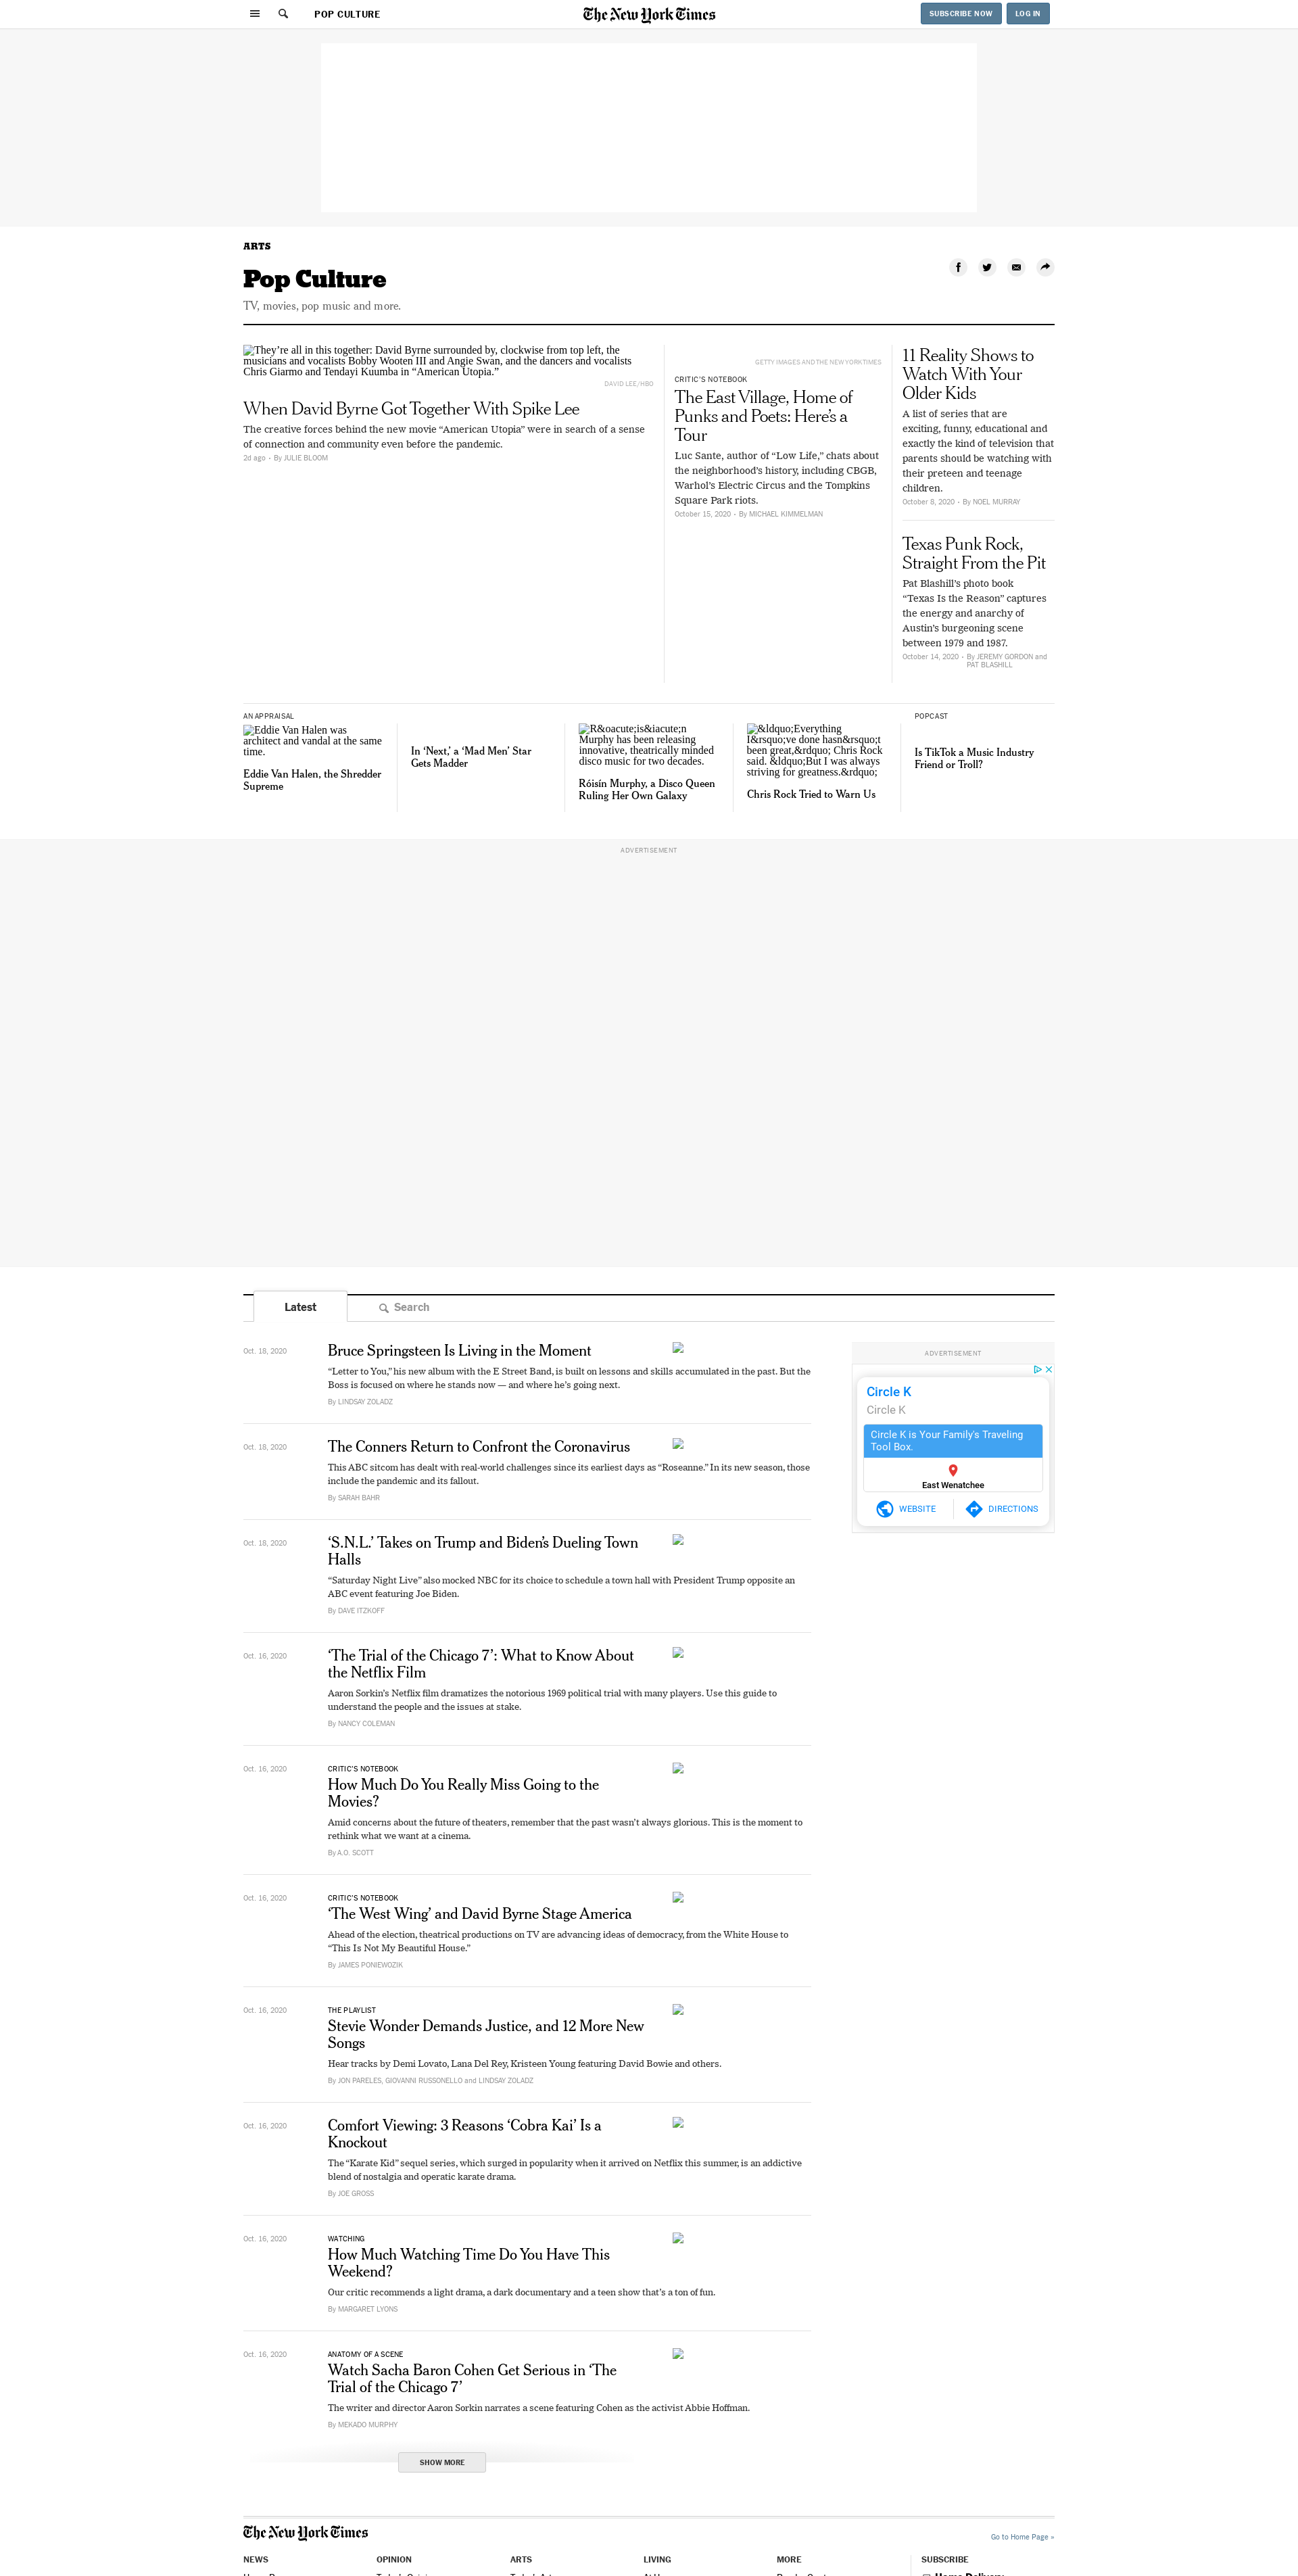 POP CULTURE
The New York Times
SUBSCRIBE NOW
LOG IN
ARTS
Pop Culture
TV, movies, pop music and more.
They're all in this together: David Byrne surrounded by, clockwise from top left, the
musicians and vocalists Bobby Wooten III and Angie Swan, and the dancers and vocalists
Chris Giarmo and Tendayi Kuumba in “American Utopia.”
DAVID LEE/HBO
When David Byrne Got Together With Spike Lee
The creative forces behind the new movie “American Utopia” were in search of a sense
of connection and community even before the pandemic.
2d ago • By JULIE BLOOM
GETTY IMAGES AND THE NEW YORK TIMES
CRITIC’S NOTEBOOK
The East Village, Home of
Punks and Poets: Here’s a
Tour
Luc Sante, author of “Low Life,” chats about
the neighborhood’s history, including CBGB,
Warhol’s Electric Circus and the Tompkins
Square Park riots.
October 15, 2020 • By MICHAEL KIMMELMAN
11 Reality Shows to
Watch With Your
Older Kids
A list of series that are
exciting, funny, educational and
exactly the kind of television that
parents should be watching with
their preteen and teenage
children.
October 8, 2020 • By NOEL MURRAY
Texas Punk Rock,
Straight From the Pit
Pat Blashill’s photo book
“Texas Is the Reason” captures
the energy and anarchy of
Austin’s burgeoning scene
between 1979 and 1987.
October 14, 2020 • By JEREMY GORDON and
PAT BLASHILL
AN APPRAISAL
Eddie Van Halen was
architect and vandal at the same
time.
Eddie Van Halen, the Shredder
Supreme
In ‘Next,’ a ‘Mad Men’ Star
Gets Madder
R&oacute;is&iacute;n
Murphy has been releasing
innovative, theatrically minded
disco music for two decades.
Róisín Murphy, a Disco Queen
Ruling Her Own Galaxy
&ldquo;Everything
I&rsquo;ve done hasn&rsquo;t
been great,&rdquo; Chris Rock
said. &ldquo;But I was always
striving for greatness.&rdquo;
Chris Rock Tried to Warn Us
POPCAST
Is TikTok a Music Industry
Friend or Troll?
ADVERTISEMENT
Latest
Search
Oct. 18, 2020
Bruce Springsteen Is Living in the Moment
“Letter to You,” his new album with the E Street Band, is built on lessons and skills accumulated in the past. But the
Boss is focused on where he stands now — and where he’s going next.
By LINDSAY ZOLADZ
Oct. 18, 2020
The Conners Return to Confront the Coronavirus
This ABC sitcom has dealt with real-world challenges since its earliest days as “Roseanne.” In its new season, those
include the pandemic and its fallout.
By SARAH BAHR
Oct. 18, 2020
‘S.N.L.’ Takes on Trump and Biden’s Dueling Town
Halls
“Saturday Night Live” also mocked NBC for its choice to schedule a town hall with President Trump opposite an
ABC event featuring Joe Biden.
By DAVE ITZKOFF
Oct. 16, 2020
‘The Trial of the Chicago 7’: What to Know About
the Netflix Film
Aaron Sorkin’s Netflix film dramatizes the notorious 1969 political trial with many players. Use this guide to
understand the people and the issues at stake.
By NANCY COLEMAN
Oct. 16, 2020
CRITIC’S NOTEBOOK
How Much Do You Really Miss Going to the
Movies?
Amid concerns about the future of theaters, remember that the past wasn’t always glorious. This is the moment to
rethink what we want at a cinema.
By A.O. SCOTT
Oct. 16, 2020
CRITIC’S NOTEBOOK
‘The West Wing’ and David Byrne Stage America
Ahead of the election, theatrical productions on TV are advancing ideas of democracy, from the White House to
“This Is Not My Beautiful House.”
By JAMES PONIEWOZIK
Oct. 16, 2020
THE PLAYLIST
Stevie Wonder Demands Justice, and 12 More New
Songs
Hear tracks by Demi Lovato, Lana Del Rey, Kristeen Young featuring David Bowie and others.
By JON PARELES, GIOVANNI RUSSONELLO and LINDSAY ZOLADZ
Oct. 16, 2020
Comfort Viewing: 3 Reasons ‘Cobra Kai’ Is a
Knockout
The “Karate Kid” sequel series, which surged in popularity when it arrived on Netflix this summer, is an addictive
blend of nostalgia and operatic karate drama.
By JOE GROSS
Oct. 16, 2020
WATCHING
How Much Watching Time Do You Have This
Weekend?
Our critic recommends a light drama, a dark documentary and a teen show that’s a ton of fun.
By MARGARET LYONS
Oct. 16, 2020
ANATOMY OF A SCENE
Watch Sacha Baron Cohen Get Serious in ‘The
Trial of the Chicago 7’
The writer and director Aaron Sorkin narrates a scene featuring Cohen as the activist Abbie Hoffman.
By MEKADO MURPHY
SHOW MORE
ADVERTISEMENT
Circle K
Circle K
Circle K is Your Family's Traveling
Tool Box.
East Wenatchee
WEBSITE
DIRECTIONS
The New York Times
Go to Home Page »
NEWS
OPINION
ARTS
LIVING
MORE
SUBSCRIBE